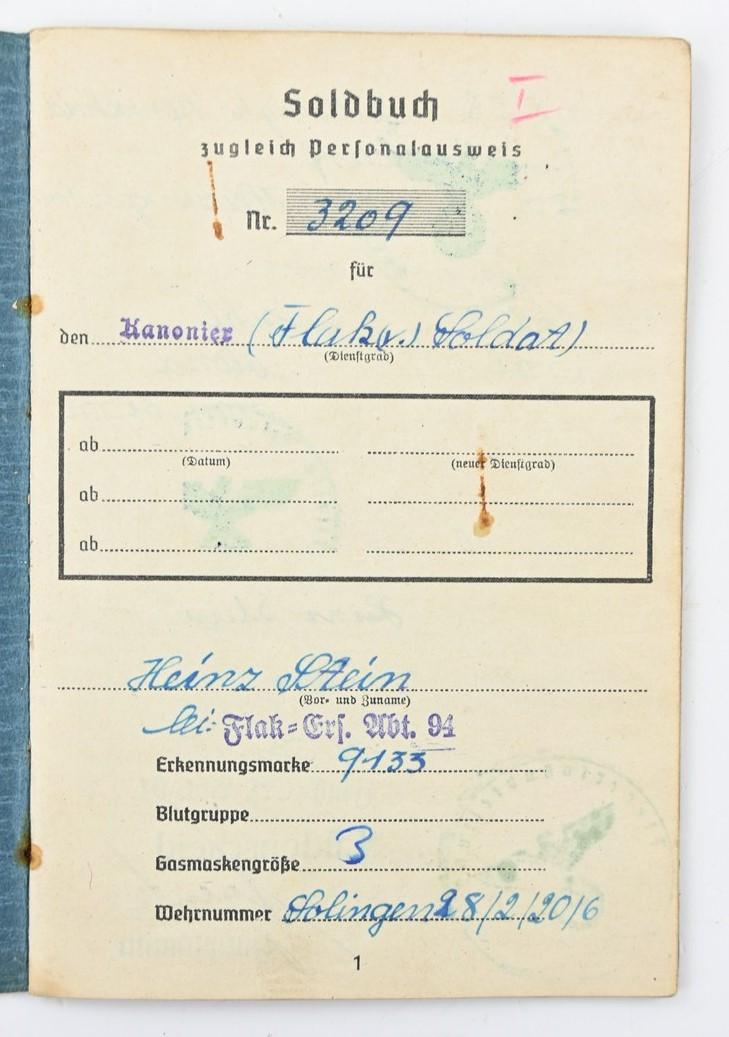 Soldbuch I
zugleich Personalausweis
Nr. 3209
für
den Kanonier (Flakv.) Soldat)
(Dienstgrad)
ab
(Datum) (neuer Dienstgrad)
ab
ab
Heinz Stein
(Vor- und Zuname)
bei: Flak=Ers. Abt. 94
Erkennungsmarke 9133
Blutgruppe
Gasmaskengröße 3
Wehrnummer Solingen 28/2/20/6
1